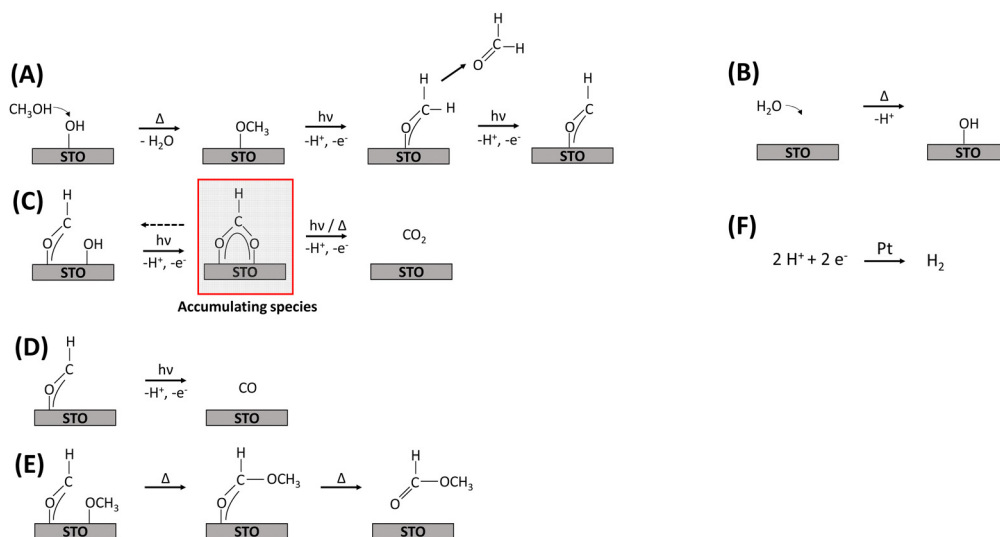 (A)
CH₃OH
OH
STO
Δ
- H₂O
OCH₃
STO
hν
-H⁺, -e⁻
H
C
H
O
STO
H
C
H
O
hν
-H⁺, -e⁻
H
C
O
STO
(B)
H₂O
STO
Δ
-H⁺
OH
STO
(C)
H
C
O
OH
STO
hν
-H⁺, -e⁻
H
C
O
O
STO
Accumulating species
hν / Δ
-H⁺, -e⁻
CO₂
STO
(F)
2 H⁺ + 2 e⁻
Pt
H₂
(D)
H
C
O
STO
hν
-H⁺, -e⁻
CO
STO
(E)
H
C
O
OCH₃
STO
Δ
H
C
OCH₃
O
STO
Δ
H
C
OCH₃
O
STO